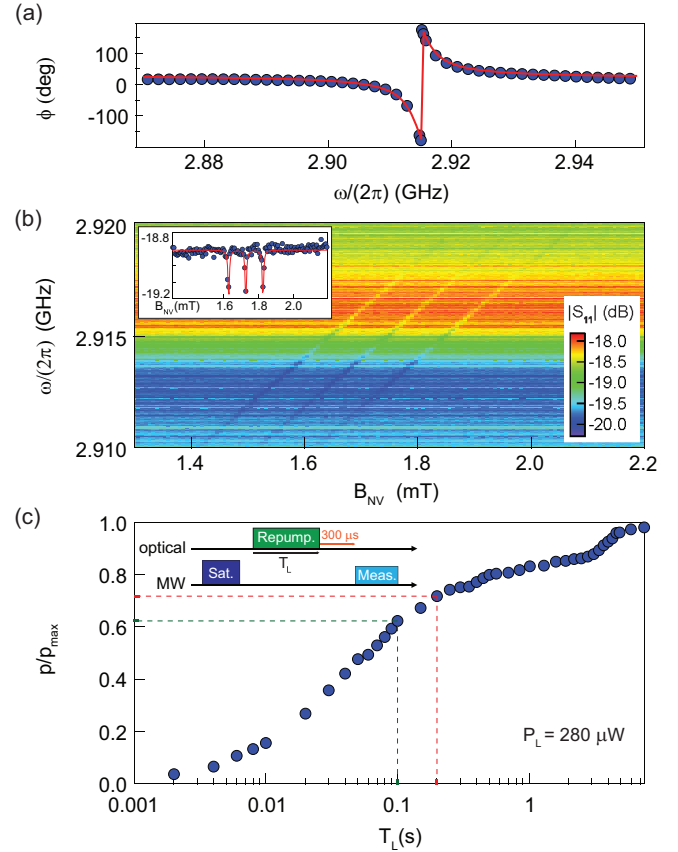 (a)
ϕ (deg)
100
0
-100
2.88
2.90
2.92
2.94
ω/(2π) (GHz)
(b)
ω/(2π) (GHz)
2.920
2.915
2.910
-18.8
-19.2
B_NV (mT)
1.6
1.8
2.0
|S₁₁| (dB)
-18.0
-18.5
-19.0
-19.5
-20.0
1.4
1.6
1.8
2.0
2.2
B_NV (mT)
(c)
p/p_max
1.0
0.8
0.6
0.4
0.2
0.0
optical
Repump.
300 μs
T_L
MW
Sat.
Meas.
P_L = 280 μW
0.001
0.01
0.1
1
T_L(s)